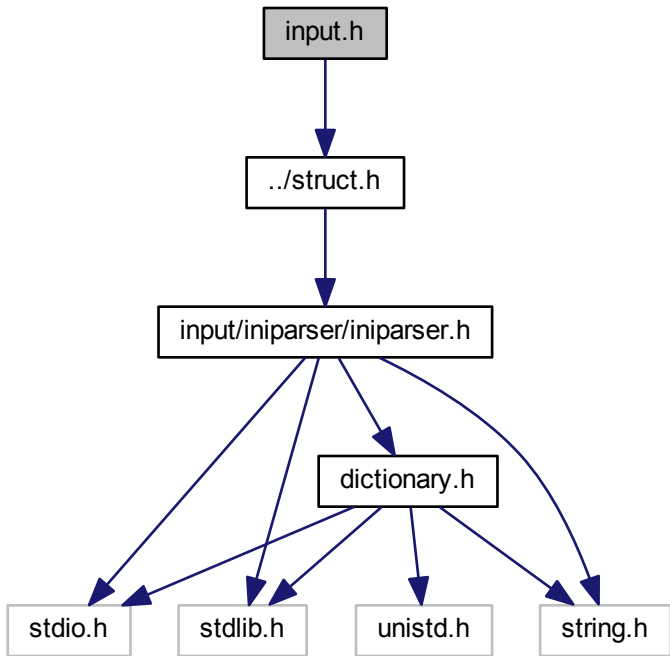 input.h
../struct.h
input/iniparser/iniparser.h
dictionary.h
stdio.h
stdlib.h
unistd.h
string.h